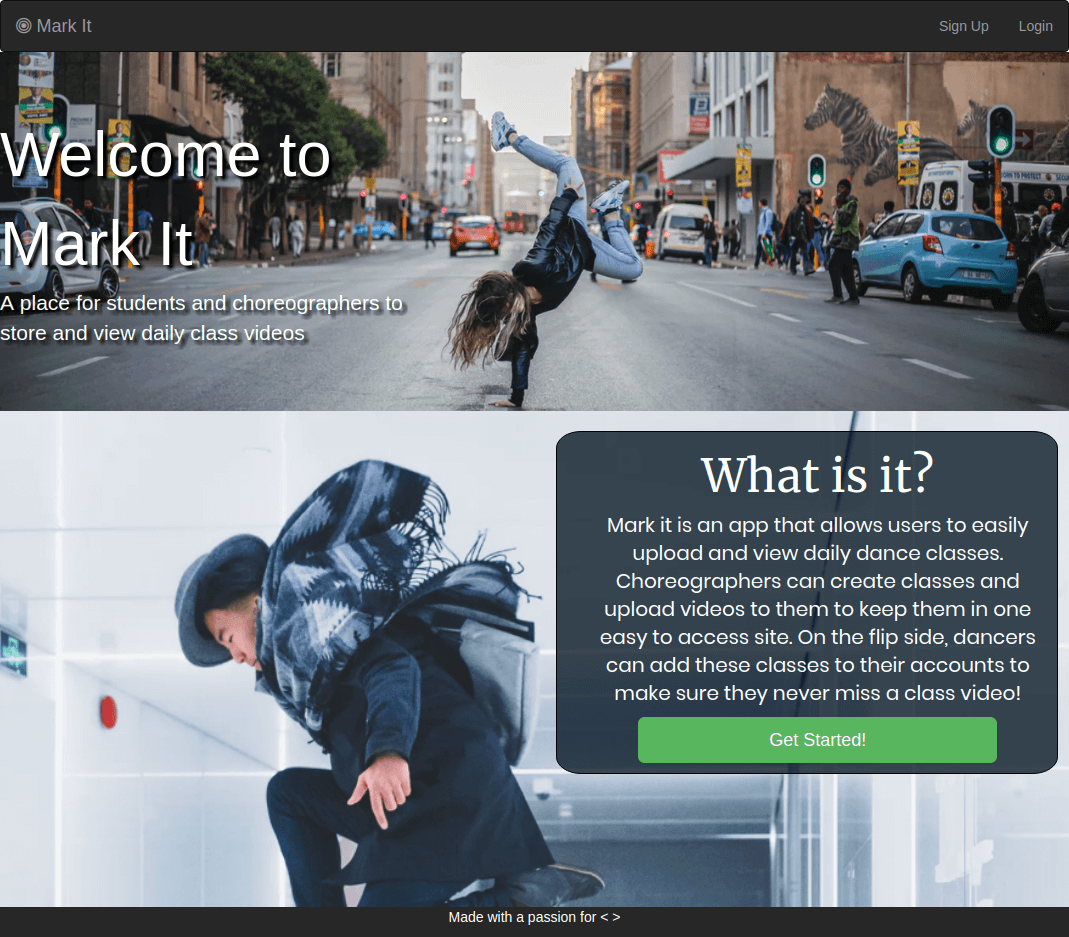 Mark It
Sign Up
Login
Welcome to
Mark It
A place for students and choreographers to
store and view daily class videos
What is it?
Mark it is an app that allows users to easily
upload and view daily dance classes.
Choreographers can create classes and
upload videos to them to keep them in one
easy to access site. On the flip side, dancers
can add these classes to their accounts to
make sure they never miss a class video!
Get Started!
Made with a passion for < >